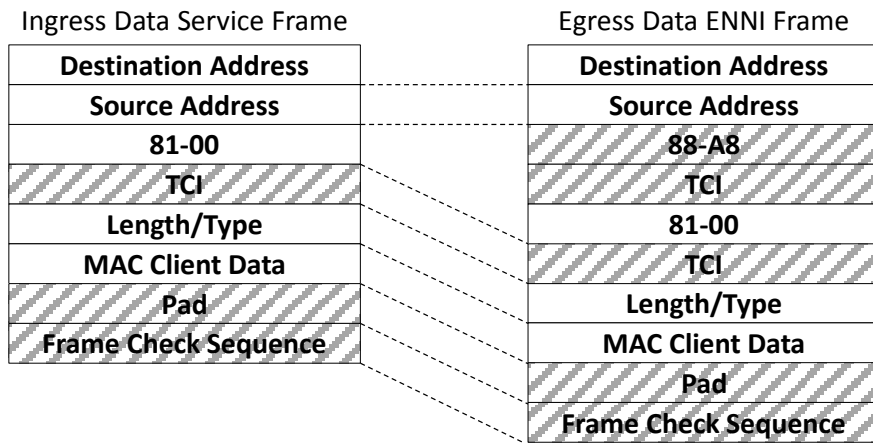 Ingress Data Service Frame
Destination Address
Source Address
81-00
TCI
Length/Type
MAC Client Data
Pad
Frame Check Sequence
Egress Data ENNI Frame
Destination Address
Source Address
88-A8
TCI
81-00
TCI
Length/Type
MAC Client Data
Pad
Frame Check Sequence